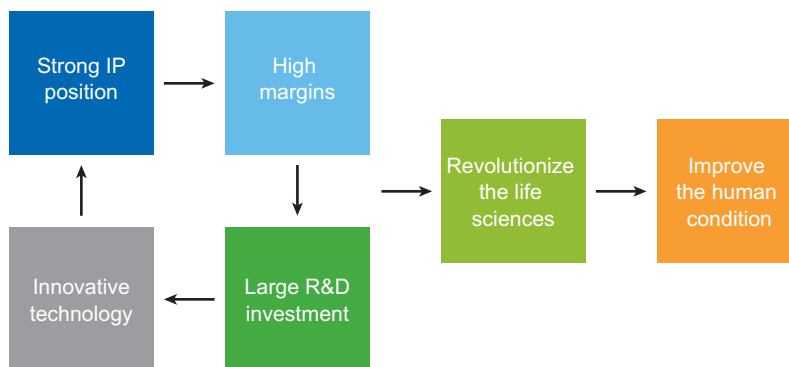 Strong IP
position
High
margins
Revolutionize
the life
sciences
Improve
the human
condition
Innovative
technology
Large R&D
investment